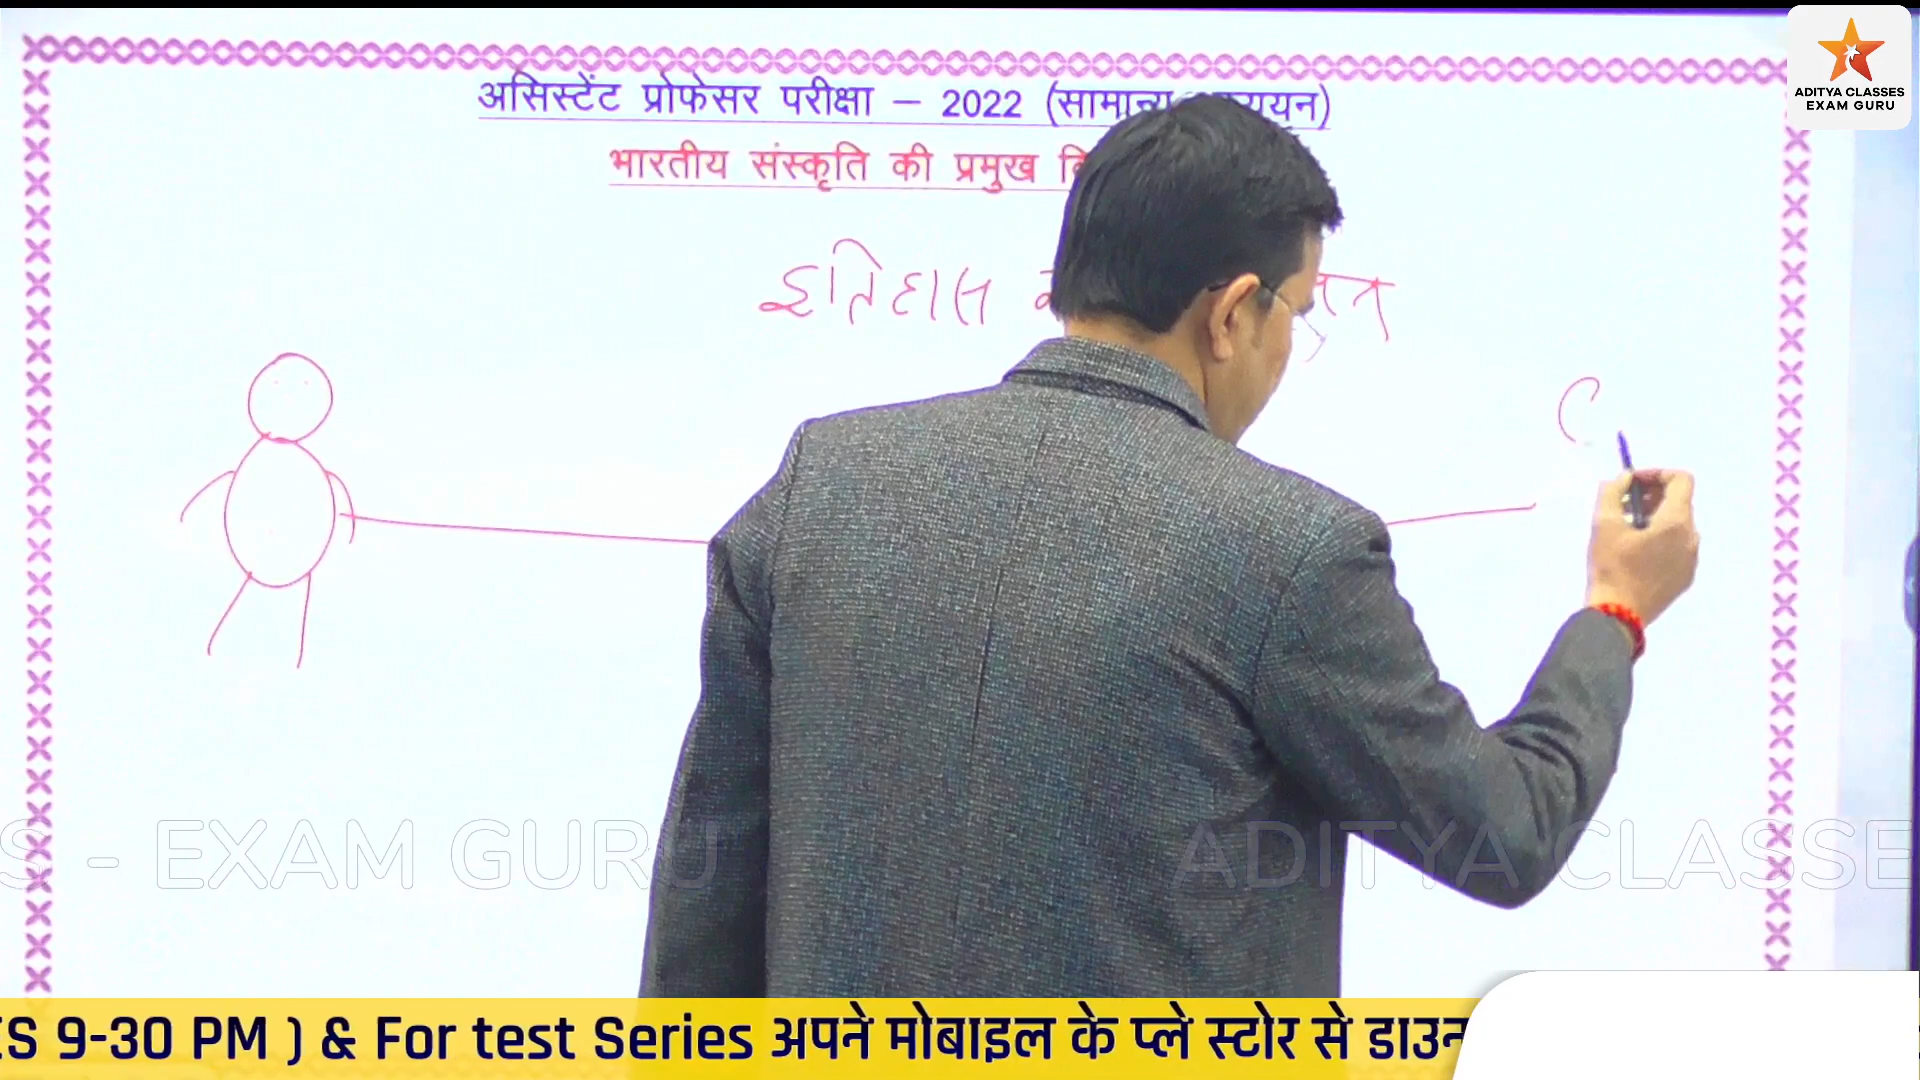 ADITYA CLASSES
EXAM GURU
असिस्टेंट प्रोफेसर परीक्षा – 2022 (सामान्य
भारतीय संस्कृति की प्रमुख
इतिहास
S - EXAM GURU
ADITYA CLASSE
ES 9-30 PM ) & For test Series अपने मोबाइल के प्ले स्टोर से